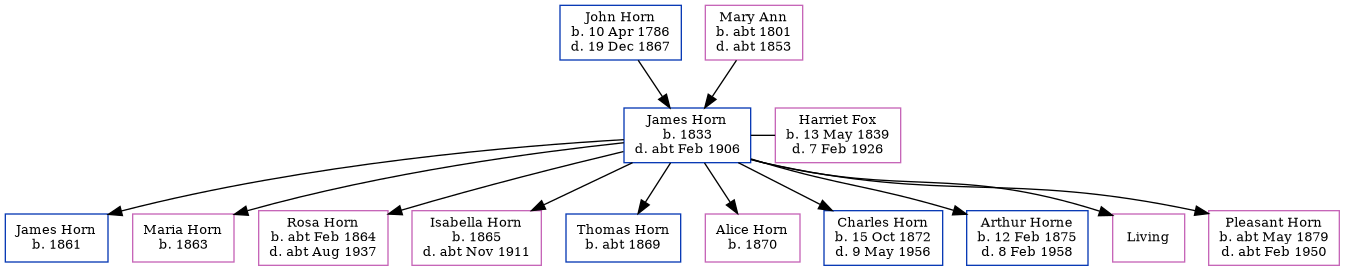 John Horn
b. 10 Apr 1786
d. 19 Dec 1867
Mary Ann
b. abt 1801
d. abt 1853
James Horn
b. 1833
d. abt Feb 1906
Harriet Fox
b. 13 May 1839
d. 7 Feb 1926
James Horn
b. 1861
Maria Horn
b. 1863
Rosa Horn
b. abt Feb 1864
d. abt Aug 1937
Isabella Horn
b. 1865
d. abt Nov 1911
Thomas Horn
b. abt 1869
Alice Horn
b. 1870
Charles Horn
b. 15 Oct 1872
d. 9 May 1956
Arthur Horne
b. 12 Feb 1875
d. 8 Feb 1958
Living
Pleasant Horn
b. abt May 1879
d. abt Feb 1950